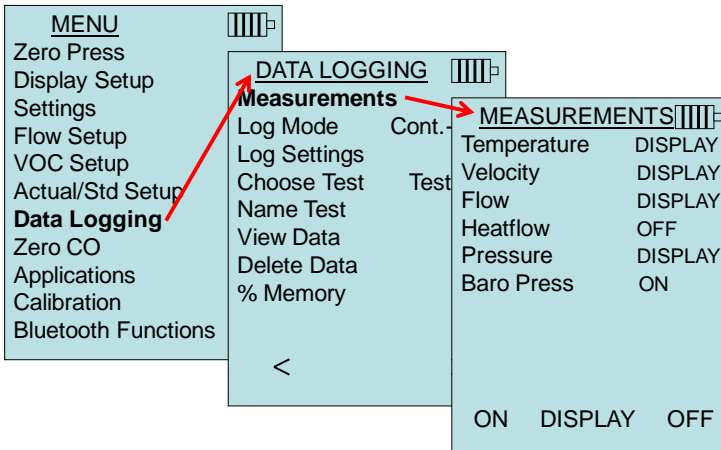 MENU
Zero Press
Display Setup
Settings
Flow Setup
VOC Setup
Actual/Std Setup
Data Logging
Zero CO
Applications
Calibration
Bluetooth Functions
DATA LOGGING
Measurements
Log Mode Cont.-
Log Settings
Choose Test Test
Name Test
View Data
Delete Data
% Memory
<
MEASUREMENTS
Temperature DISPLAY
Velocity DISPLAY
Flow DISPLAY
Heatflow OFF
Pressure DISPLAY
Baro Press ON
ON DISPLAY OFF